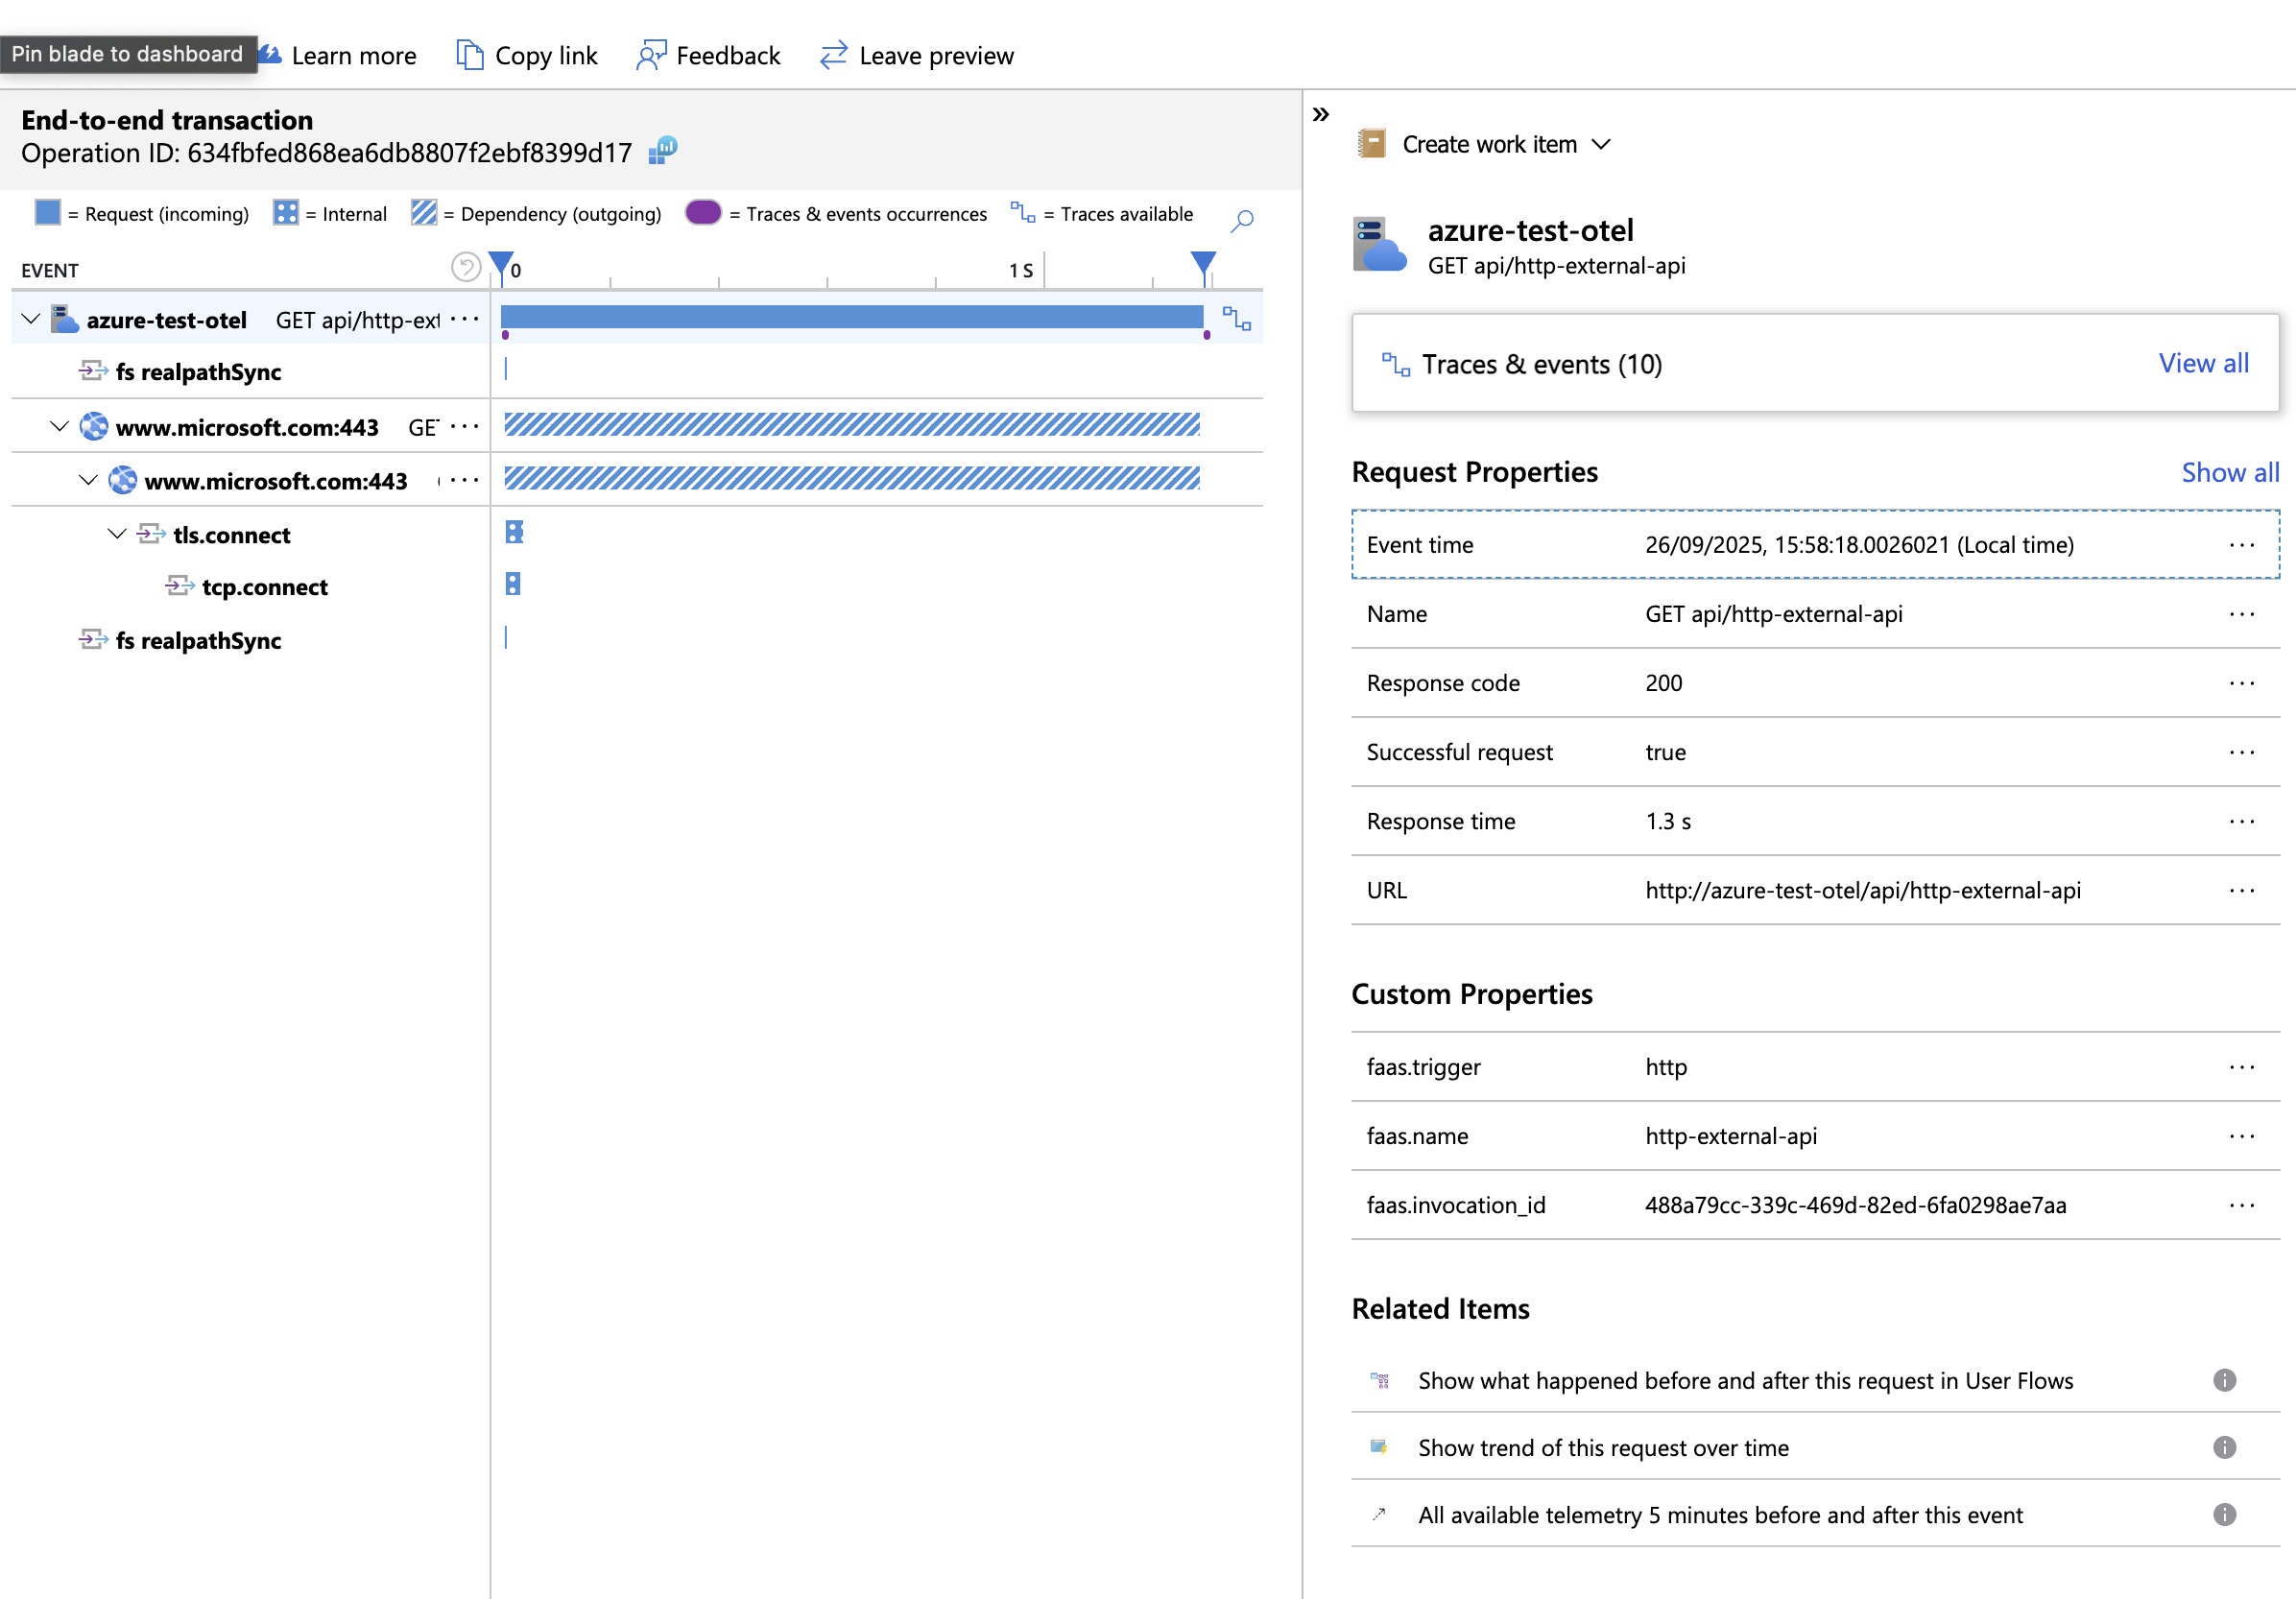 Pin blade to dashboard
Learn more
Copy link
Feedback
Leave preview
End-to-end transaction
Operation ID: 634fbfed868ea6db8807f2ebf8399d17
= Request (incoming)
= Internal
= Dependency (outgoing)
= Traces & events occurrences
= Traces available
EVENT
0
1 S
azure-test-otel GET api/http-ext ···
fs realpathSync
www.microsoft.com:443 GET ···
www.microsoft.com:443 ···
tls.connect
tcp.connect
fs realpathSync
»
Create work item
azure-test-otel
GET api/http-external-api
Traces & events (10)
View all
Request Properties
Show all
Event time 26/09/2025, 15:58:18.0026021 (Local time) ···
Name GET api/http-external-api ···
Response code 200 ···
Successful request true ···
Response time 1.3 s ···
URL http://azure-test-otel/api/http-external-api ···
Custom Properties
faas.trigger http ···
faas.name http-external-api ···
faas.invocation_id 488a79cc-339c-469d-82ed-6fa0298ae7aa ···
Related Items
Show what happened before and after this request in User Flows
Show trend of this request over time
All available telemetry 5 minutes before and after this event